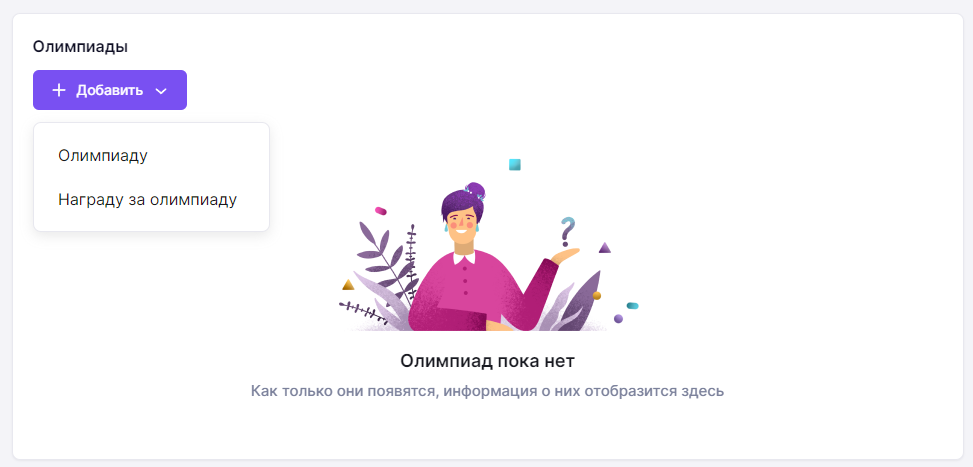 Олимпиады
Добавить
Олимпиаду
Награду за олимпиаду
?
Олимпиад пока нет
Как только они появятся, информация о них отобразится здесь